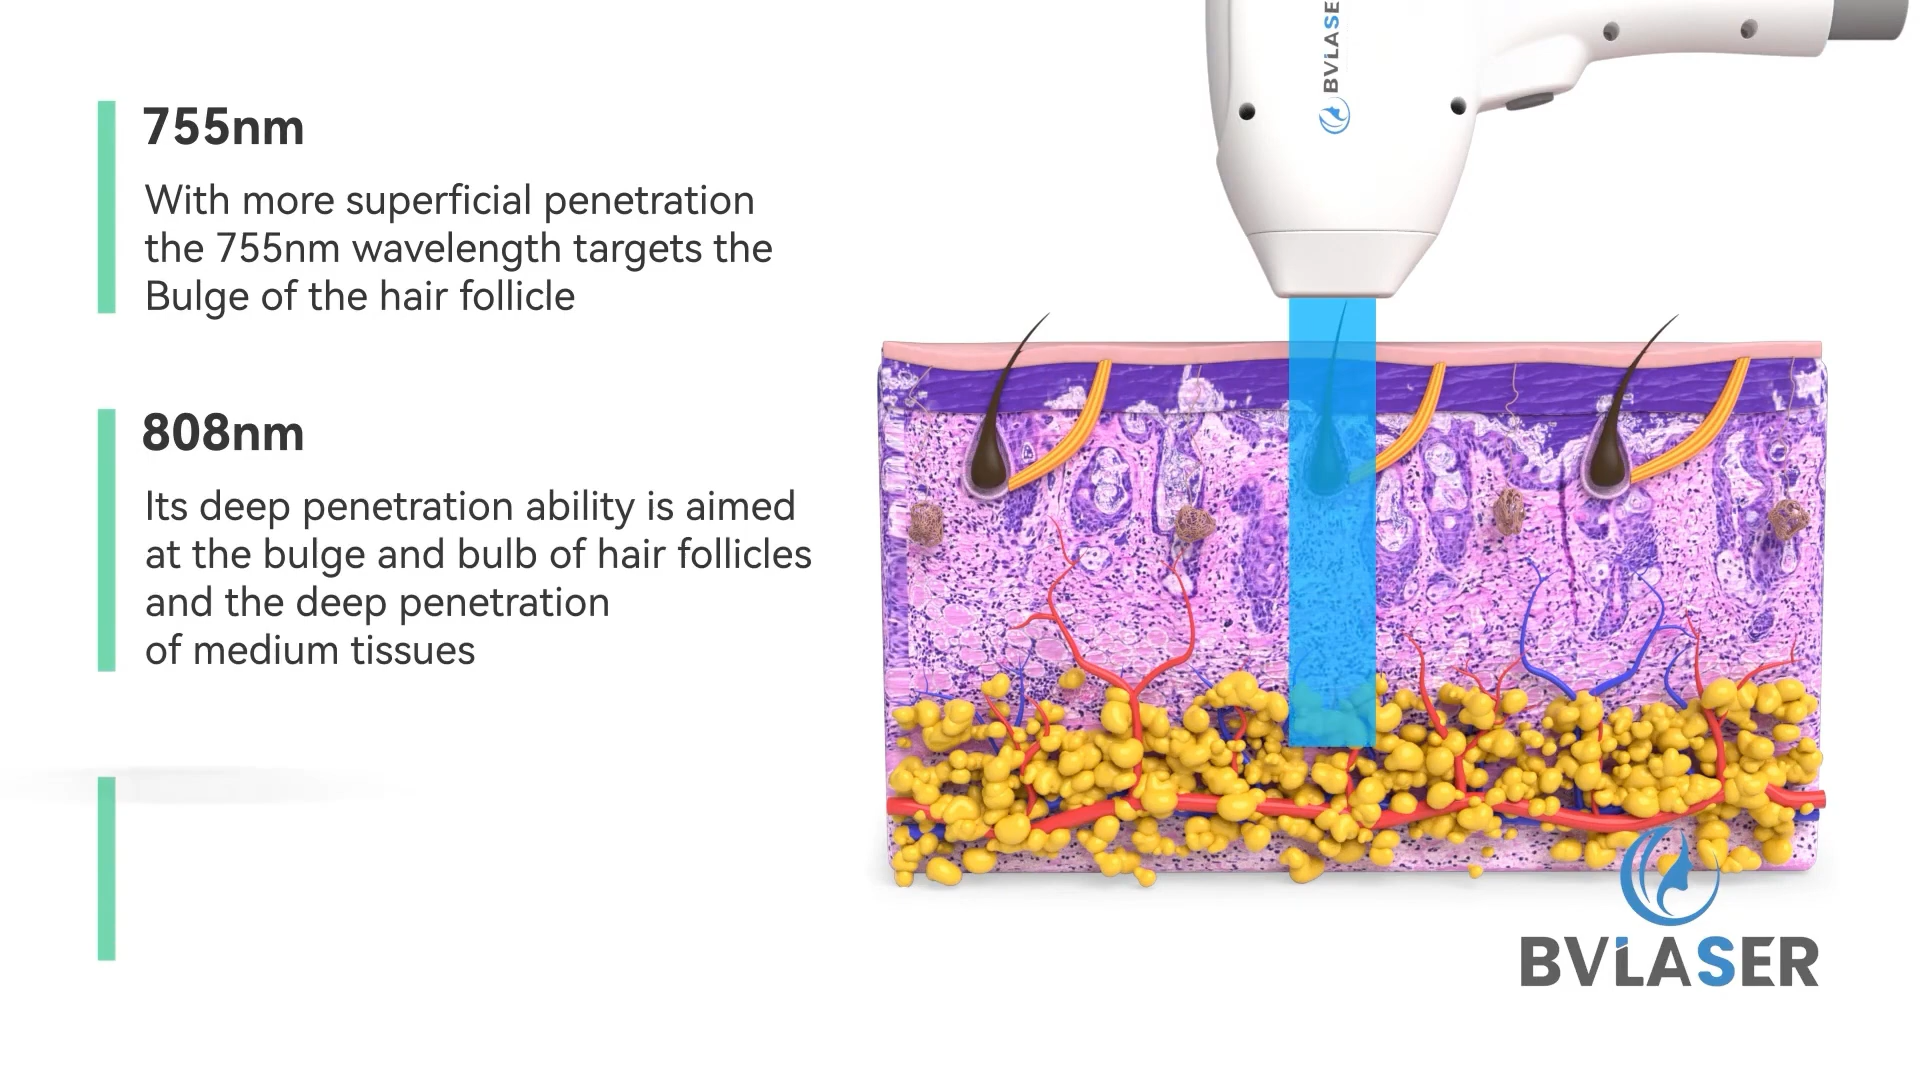 755nm
With more superficial penetration
the 755nm wavelength targets the
Bulge of the hair follicle
808nm
Its deep penetration ability is aimed
at the bulge and bulb of hair follicles
and the deep penetration
of medium tissues
BVLASER
BVLASER